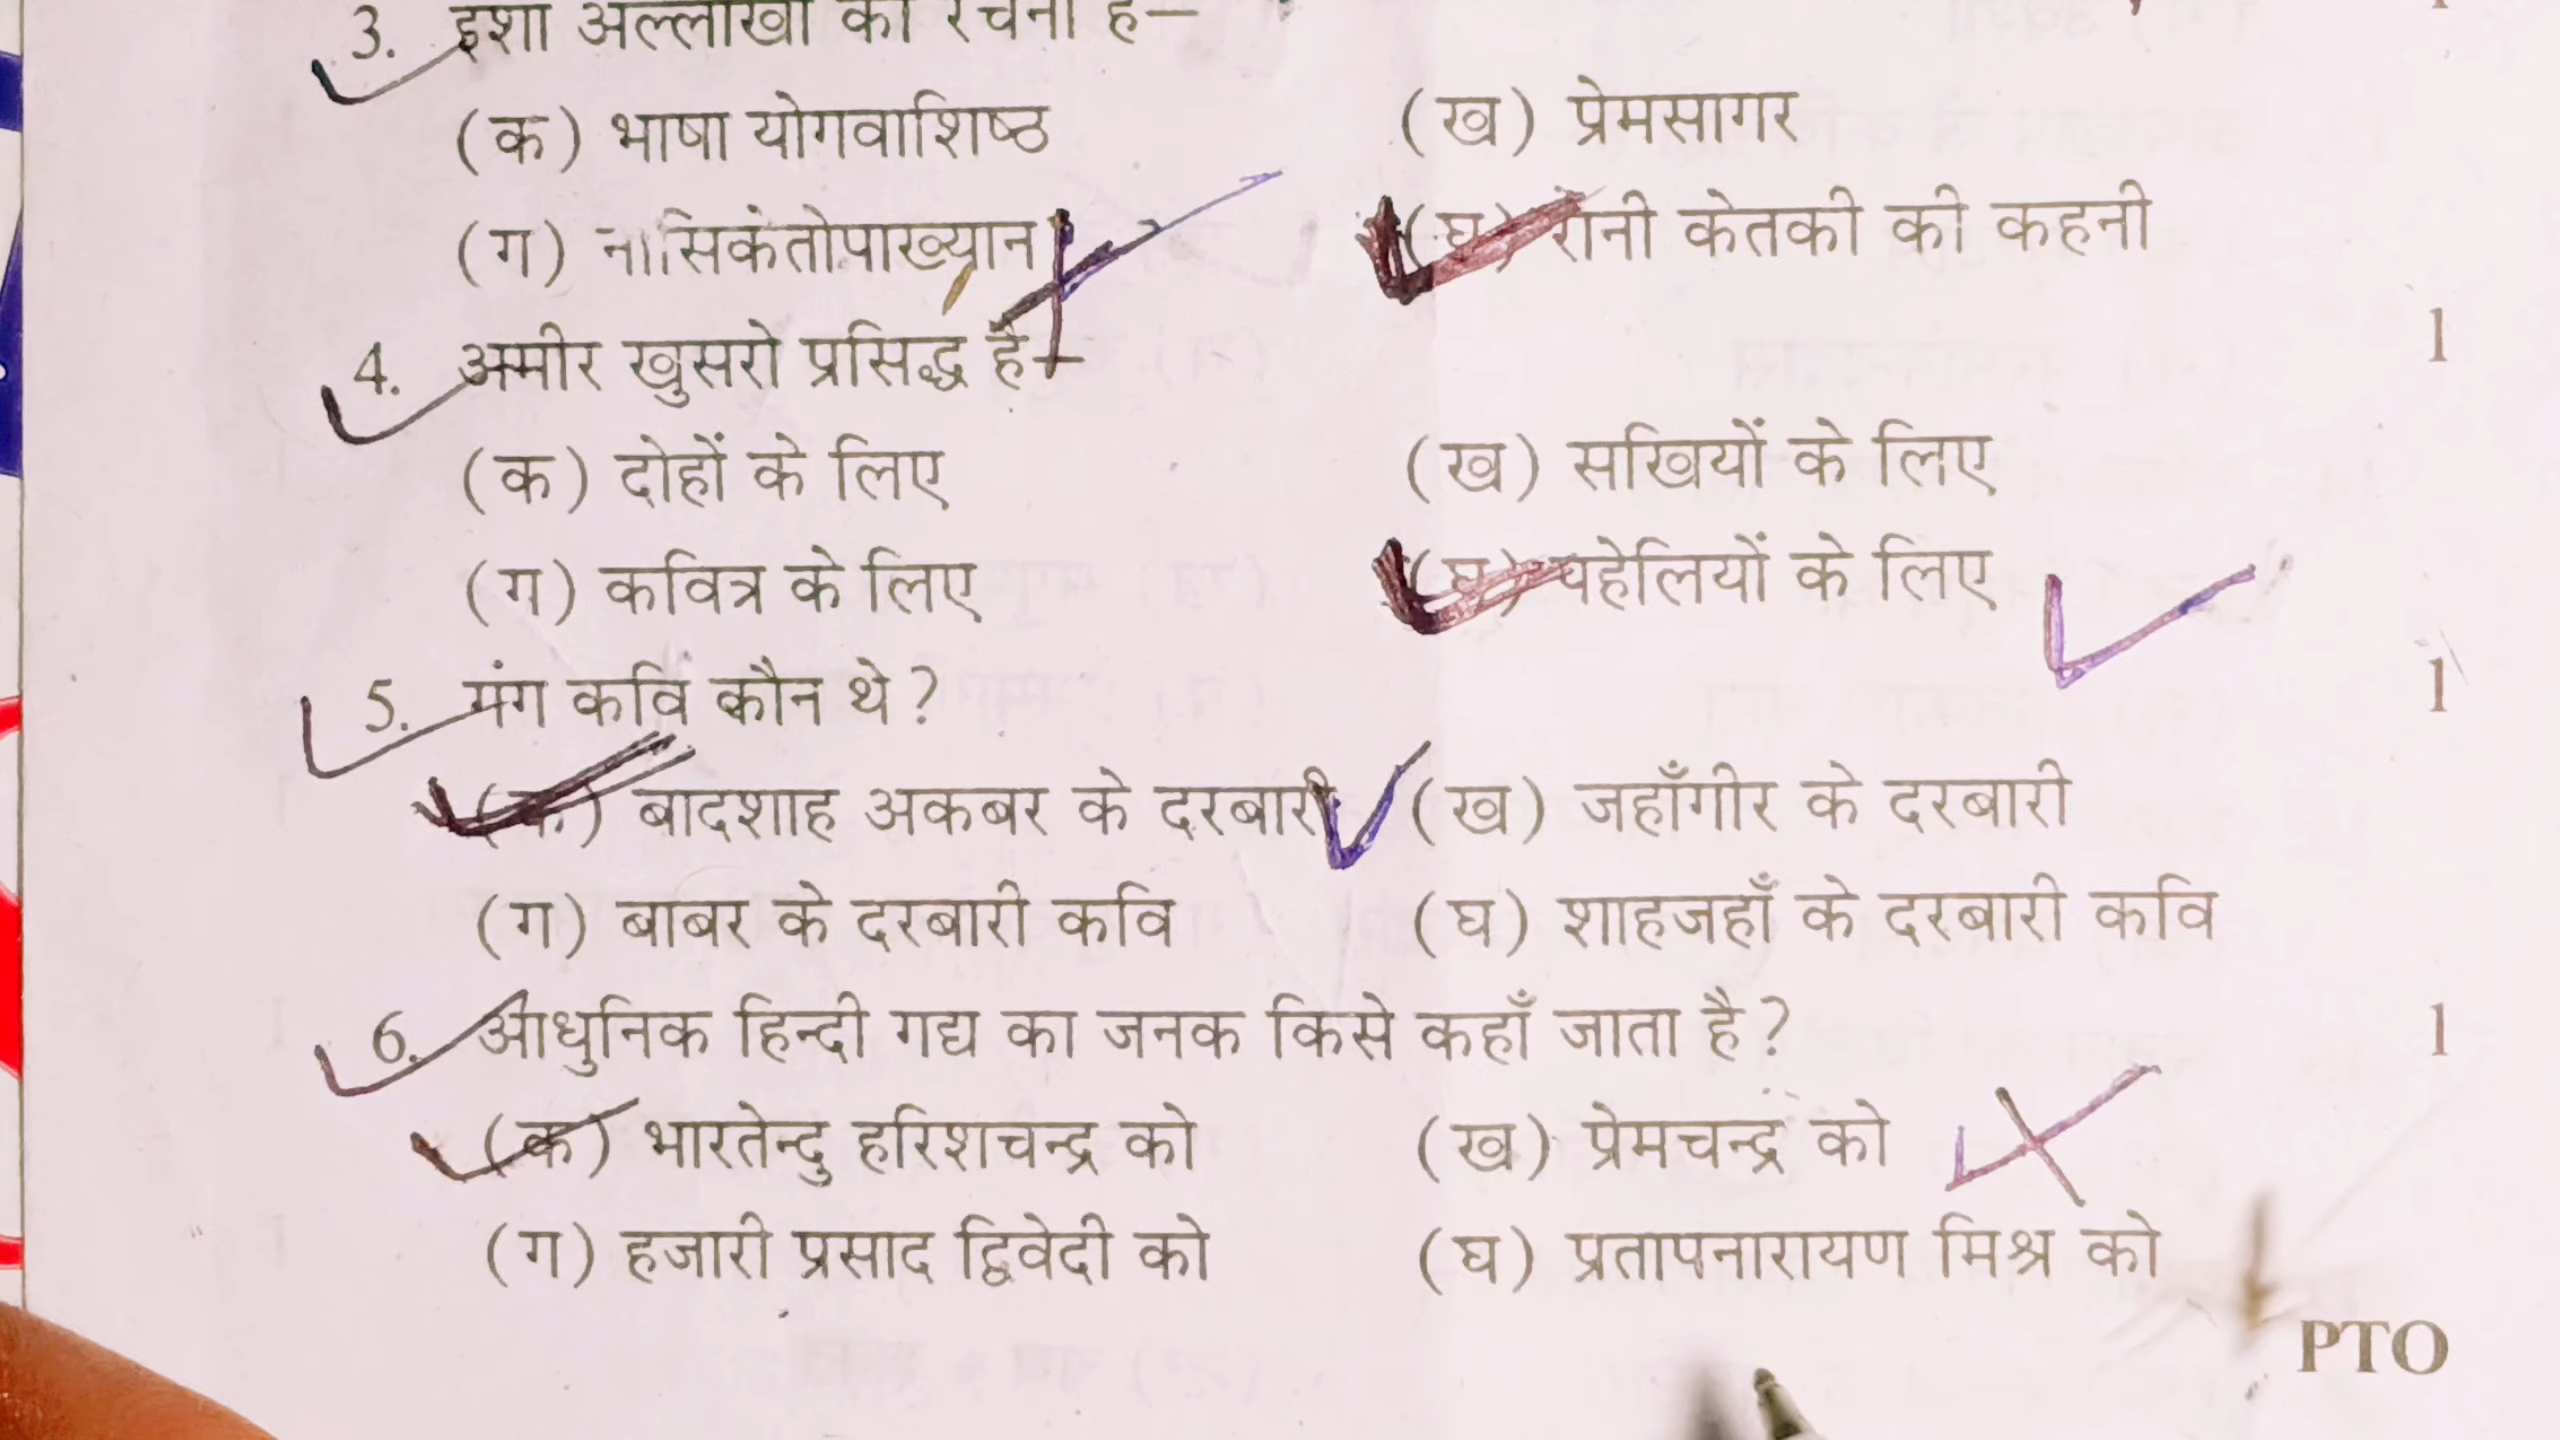 3. इंशा अल्लाखाँ की रचना है—
(क) भाषा योगवाशिष्ठ (ख) प्रेमसागर
(ग) नासिकेतोपाख्यान (घ) रानी केतकी की कहनी
4. अमीर खुसरो प्रसिद्ध है— 1
(क) दोहों के लिए (ख) सखियों के लिए
(ग) कवित्र के लिए (घ) पहेलियों के लिए
5. गंग कवि कौन थे? 1
(क) बादशाह अकबर के दरबारी (ख) जहाँगीर के दरबारी
(ग) बाबर के दरबारी कवि (घ) शाहजहाँ के दरबारी कवि
6. आधुनिक हिन्दी गद्य का जनक किसे कहाँ जाता है? 1
(क) भारतेन्दु हरिशचन्द्र को (ख) प्रेमचन्द्र को
(ग) हजारी प्रसाद द्विवेदी को (घ) प्रतापनारायण मिश्र को
PTO